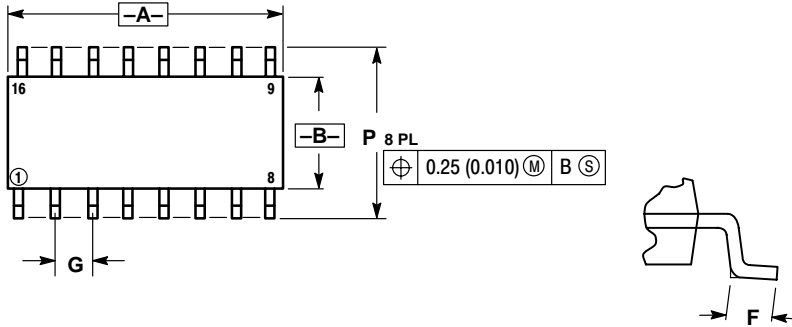 –A–
16 9
–B–
P 8 PL
⌖ 0.25 (0.010) Ⓜ B Ⓢ
① 8
G
F